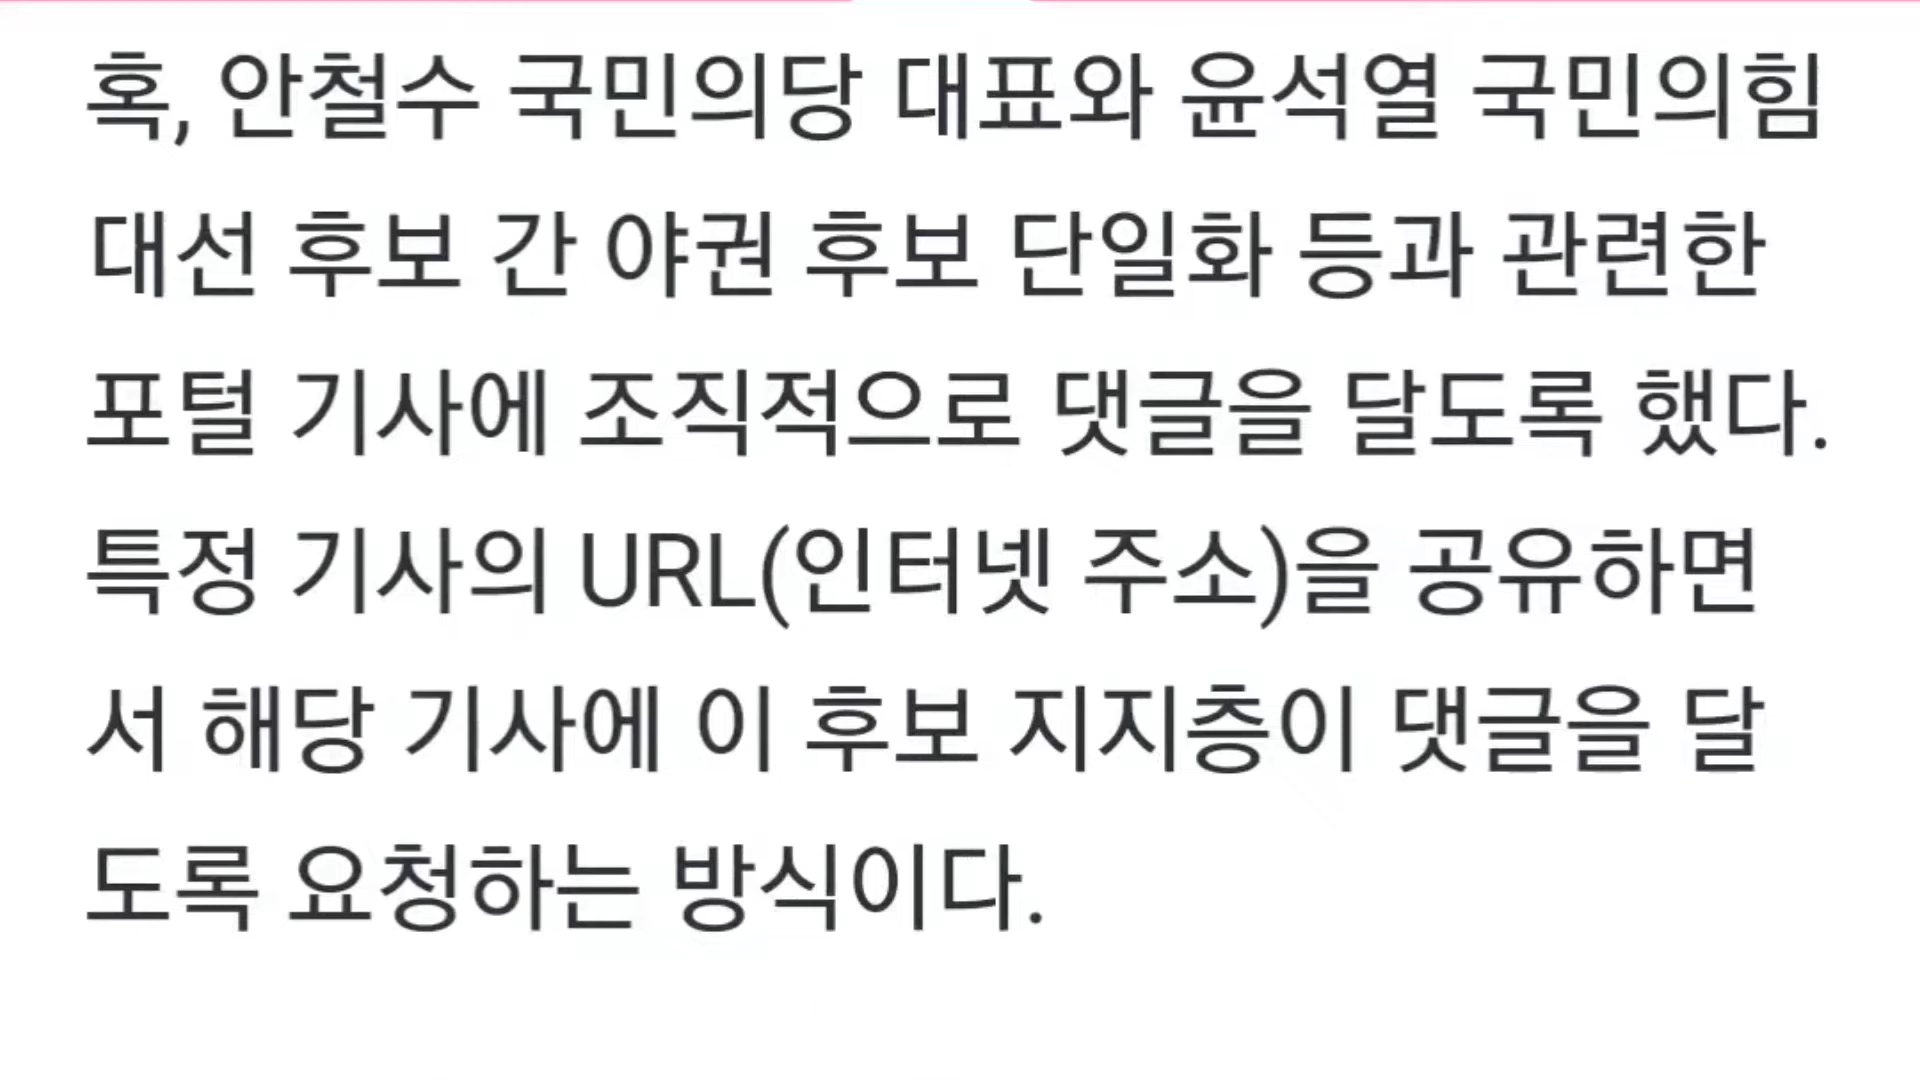 혹, 안철수 국민의당 대표와 윤석열 국민의힘
대선 후보 간 야권 후보 단일화 등과 관련한
포털 기사에 조직적으로 댓글을 달도록 했다.
특정 기사의 URL(인터넷 주소)을 공유하면
서 해당 기사에 이 후보 지지층이 댓글을 달
도록 요청하는 방식이다.